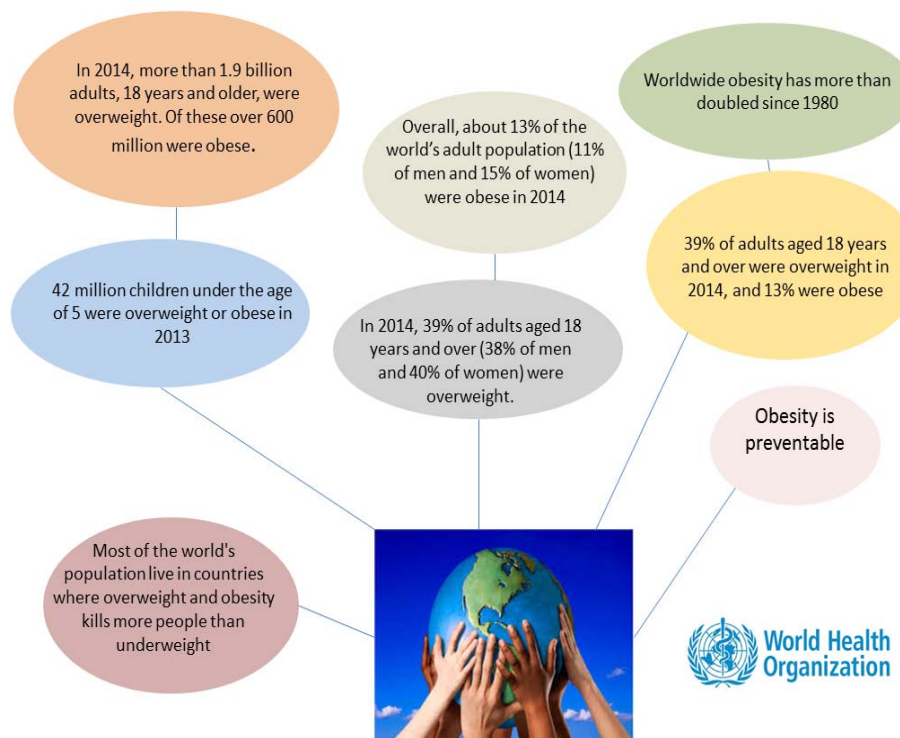 In 2014, more than 1.9 billion
adults, 18 years and older, were
overweight. Of these over 600
million were obese.
Overall, about 13% of the
world’s adult population (11%
of men and 15% of women)
were obese in 2014
Worldwide obesity has more than
doubled since 1980
42 million children under the age
of 5 were overweight or obese in
2013
In 2014, 39% of adults aged 18
years and over (38% of men
and 40% of women) were
overweight.
39% of adults aged 18 years
and over were overweight in
2014, and 13% were obese
Obesity is
preventable
Most of the world's
population live in countries
where overweight and obesity
kills more people than
underweight
World Health
Organization